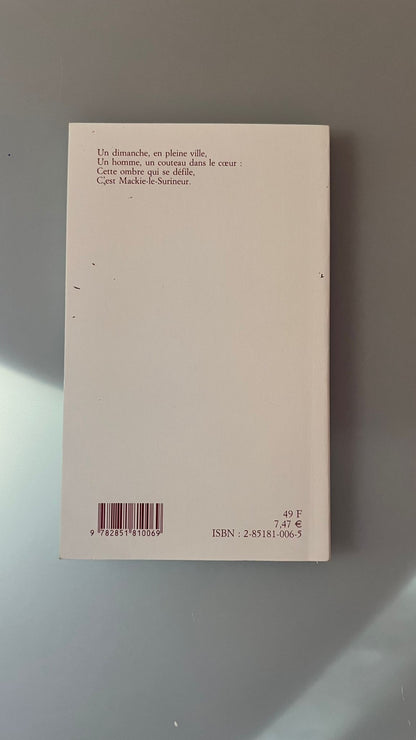 Un dimanche, en pleine ville,
Un homme, un couteau dans le cœur :
Cette ombre qui se défile,
C'est Mackie-le-Surineur.
49 F
7,47 €
9 782851 810069
ISBN : 2-85181-006-5